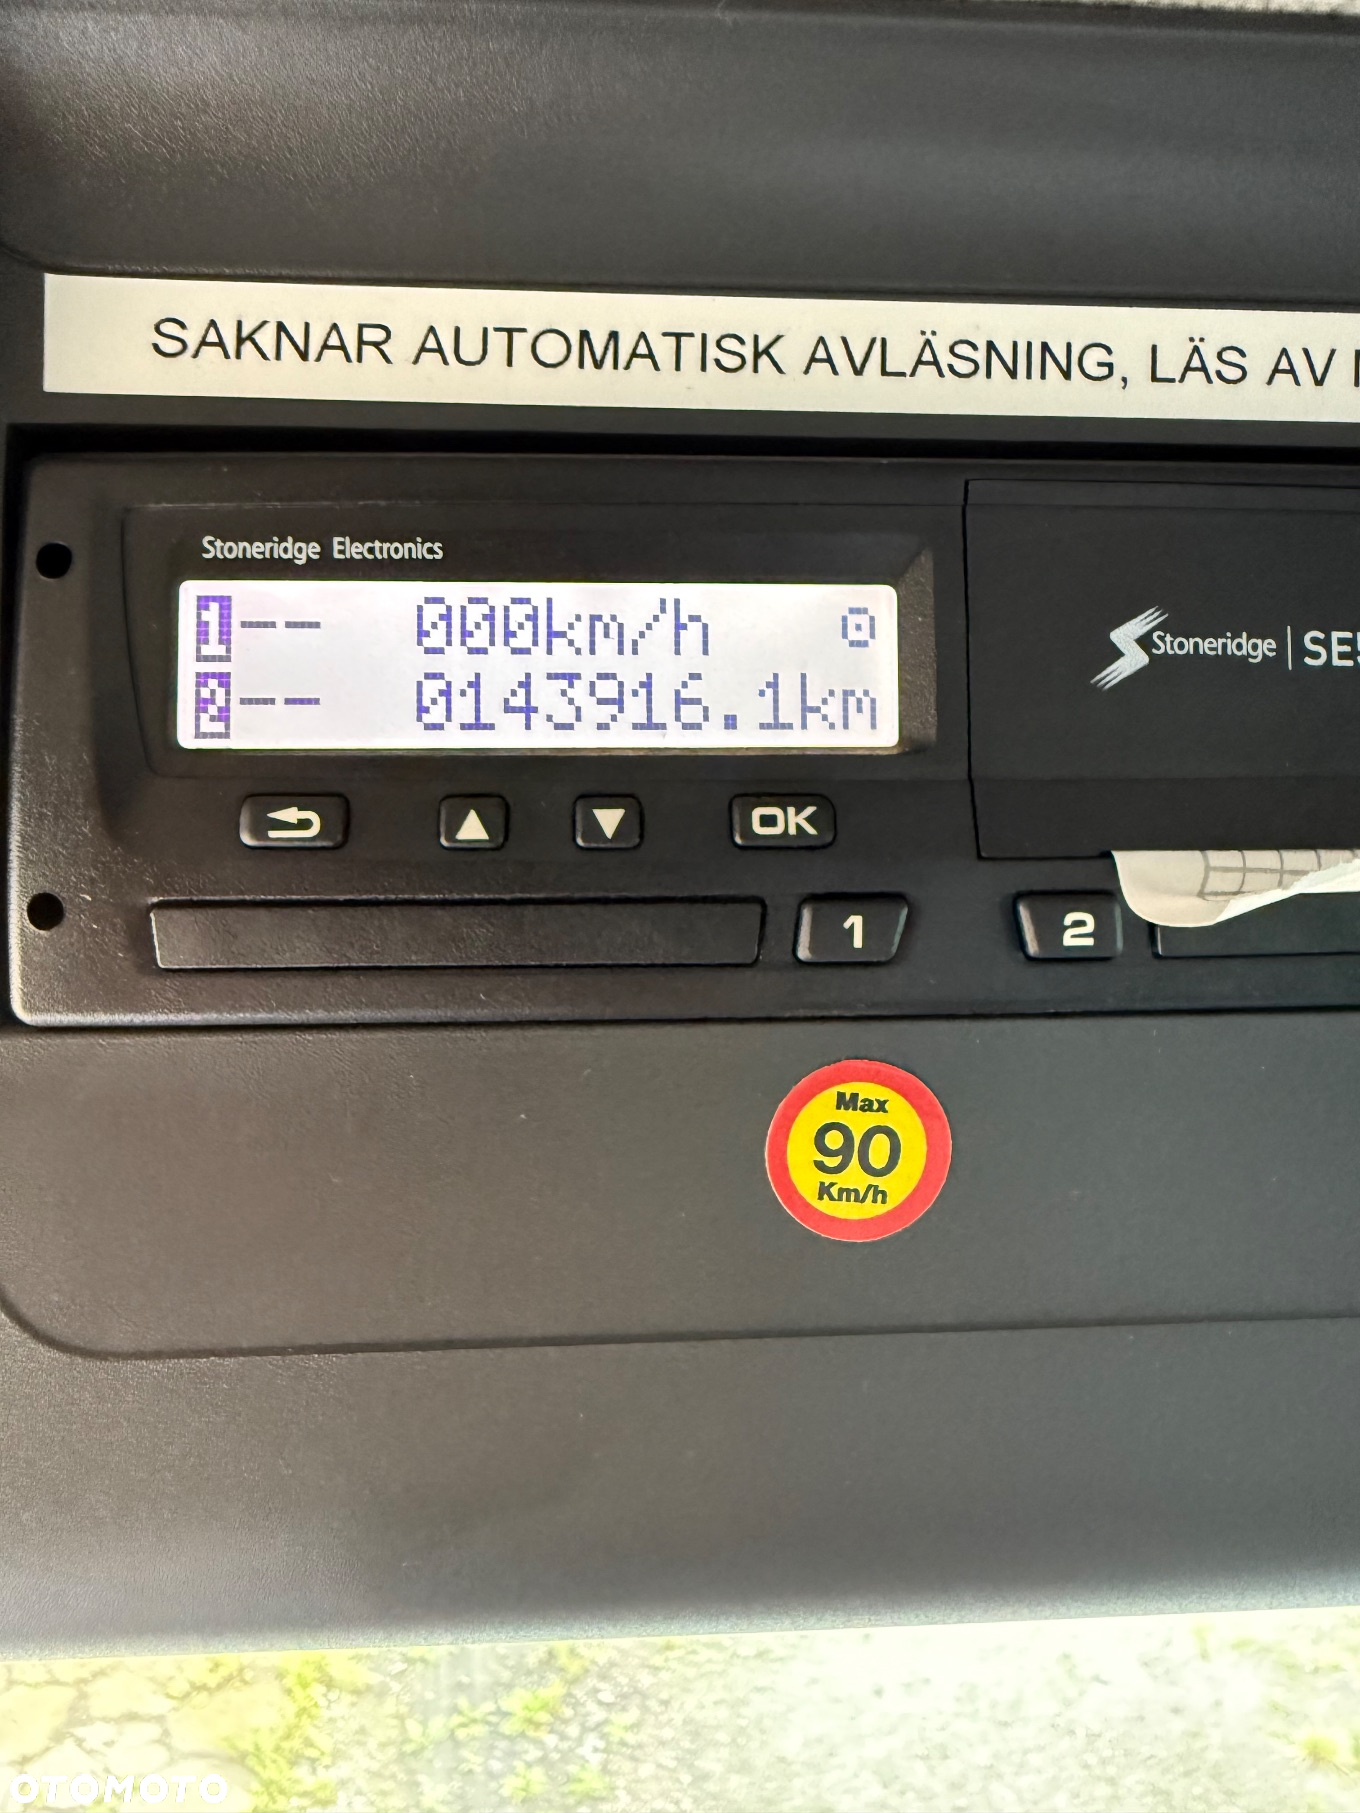 SAKNAR AUTOMATISK AVLÄSNING, LÄS AV
Stoneridge Electronics
1-- 000km/h
2-- 0143916.1km
Stoneridge | SE5
OK
1
2
Max
90
Km/h
OTOMOTO